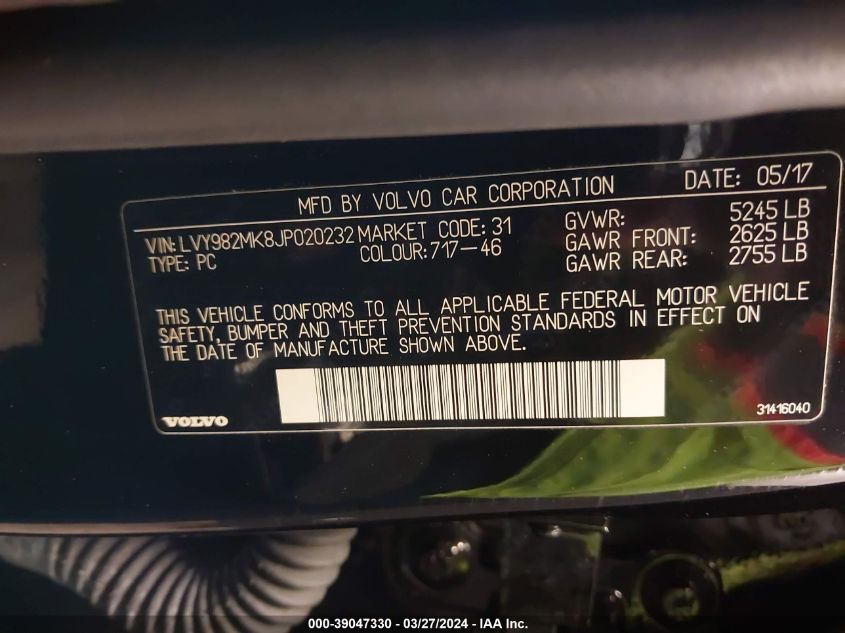 MFD BY VOLVO CAR CORPORATION DATE: 05/17
VIN: LVY982MK8JP020232 MARKET CODE: 31 GVWR: 5245 LB
TYPE: PC COLOUR: 717-46 GAWR FRONT: 2625 LB
GAWR REAR: 2755 LB
THIS VEHICLE CONFORMS TO ALL APPLICABLE FEDERAL MOTOR VEHICLE
SAFETY, BUMPER AND THEFT PREVENTION STANDARDS IN EFFECT ON
THE DATE OF MANUFACTURE SHOWN ABOVE.
VOLVO 31416040
000-39047330 - 03/27/2024 - IAA Inc.